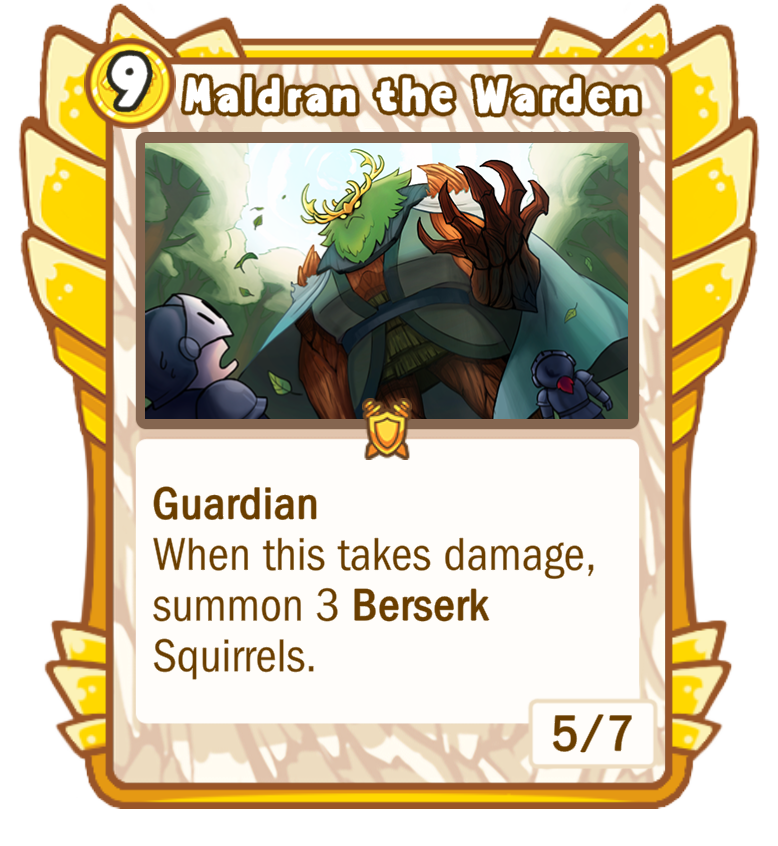 9
Maldran the Warden
Guardian
When this takes damage,
summon 3 Berserk
Squirrels.
5/7